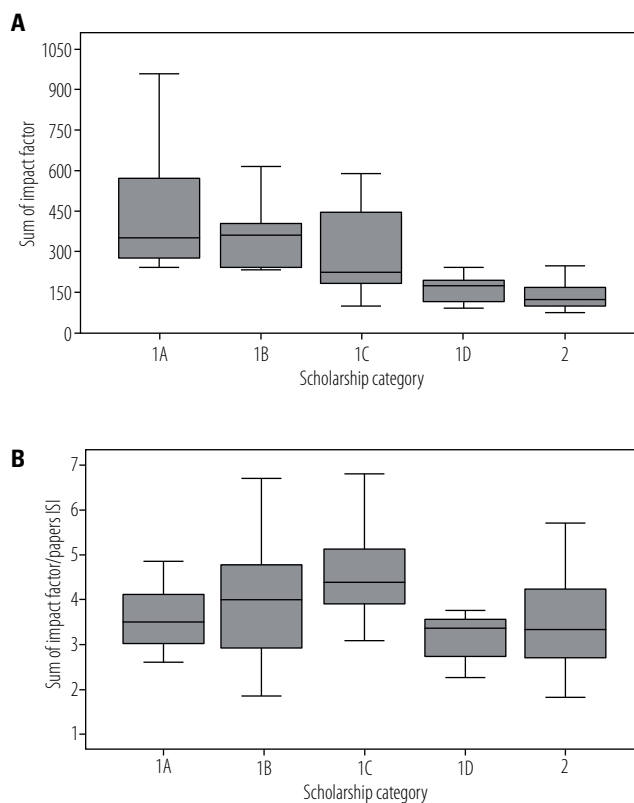 A
Sum of impact factor
1050
900
750
600
450
300
150
0
1A 1B 1C 1D 2
Scholarship category
B
Sum of impact factor/papers ISI
7
6
5
4
3
2
1
1A 1B 1C 1D 2
Scholarship category